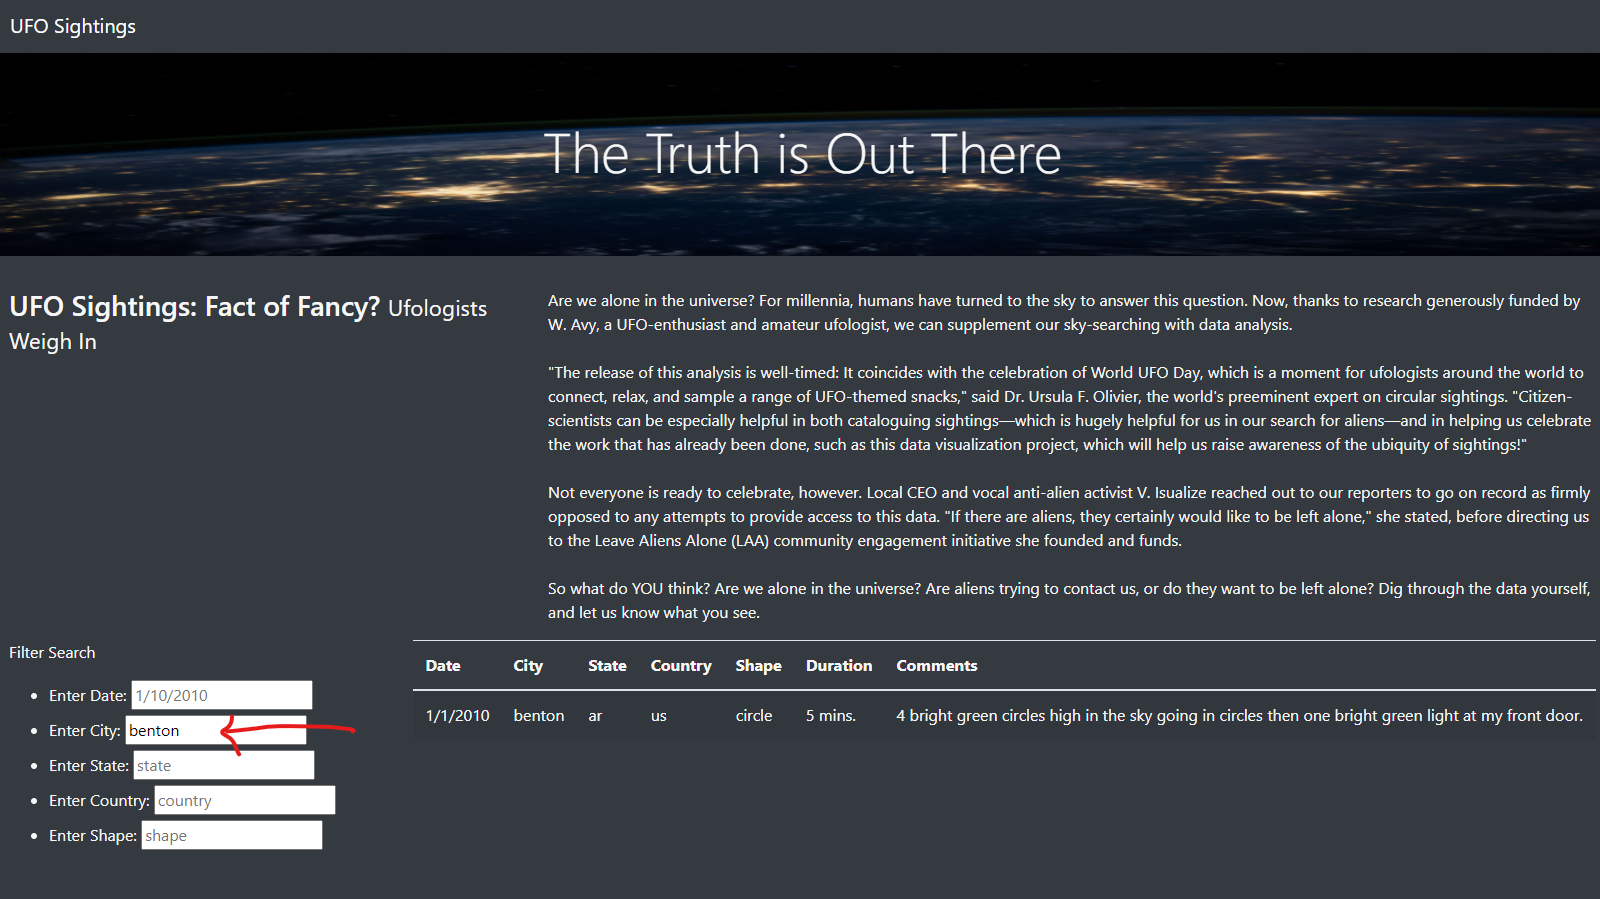 UFO Sightings
The Truth is Out There
UFO Sightings: Fact of Fancy? Ufologists
Weigh In
Are we alone in the universe? For millennia, humans have turned to the sky to answer this question. Now, thanks to research generously funded by
W. Avy, a UFO-enthusiast and amateur ufologist, we can supplement our sky-searching with data analysis.
"The release of this analysis is well-timed: It coincides with the celebration of World UFO Day, which is a moment for ufologists around the world to
connect, relax, and sample a range of UFO-themed snacks," said Dr. Ursula F. Olivier, the world's preeminent expert on circular sightings. "Citizen-
scientists can be especially helpful in both cataloguing sightings—which is hugely helpful for us in our search for aliens—and in helping us celebrate
the work that has already been done, such as this data visualization project, which will help us raise awareness of the ubiquity of sightings!"
Not everyone is ready to celebrate, however. Local CEO and vocal anti-alien activist V. Isualize reached out to our reporters to go on record as firmly
opposed to any attempts to provide access to this data. "If there are aliens, they certainly would like to be left alone," she stated, before directing us
to the Leave Aliens Alone (LAA) community engagement initiative she founded and funds.
So what do YOU think? Are we alone in the universe? Are aliens trying to contact us, or do they want to be left alone? Dig through the data yourself,
and let us know what you see.
Filter Search
Enter Date: 1/10/2010
Enter City: benton
Enter State: state
Enter Country: country
Enter Shape: shape
Date City State Country Shape Duration Comments
1/1/2010 benton ar us circle 5 mins. 4 bright green circles high in the sky going in circles then one bright green light at my front door.